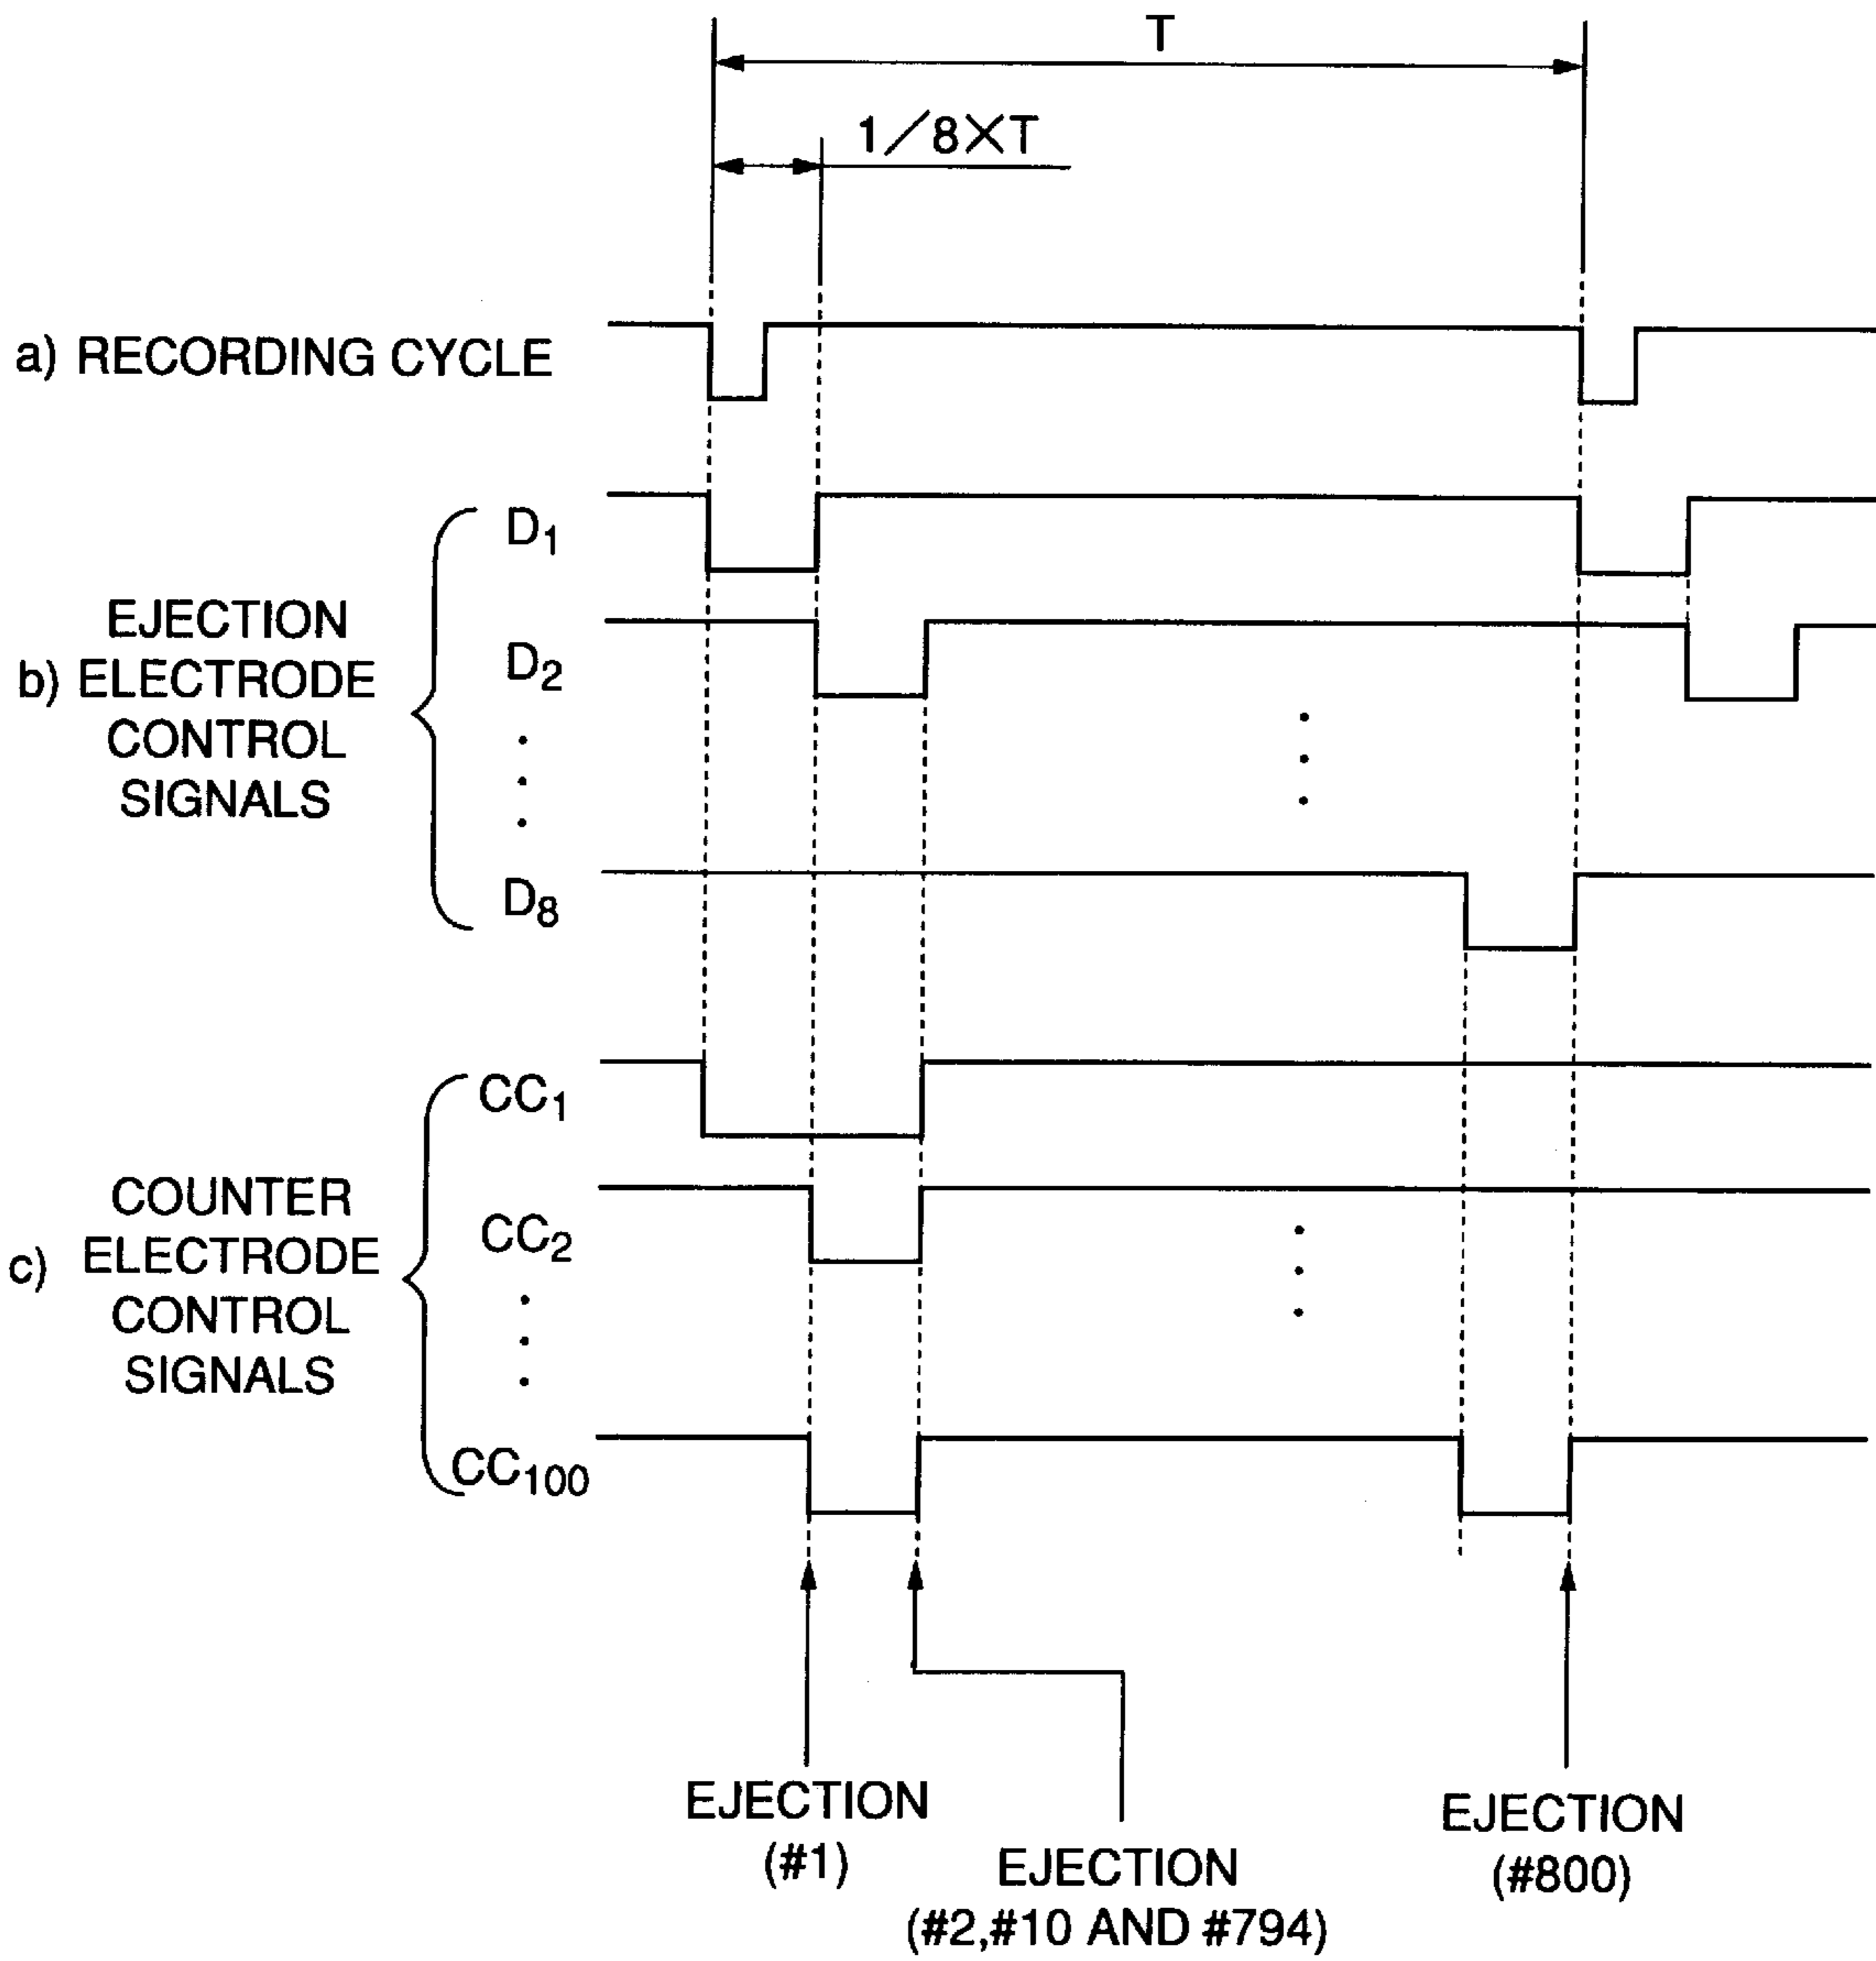 T
1/8×T
a) RECORDING CYCLE
b) EJECTION
ELECTRODE
CONTROL
SIGNALS
D1
D2
D8
c) COUNTER
ELECTRODE
CONTROL
SIGNALS
CC1
CC2
CC100
EJECTION
(#1)
EJECTION
(#2,#10 AND #794)
EJECTION
(#800)